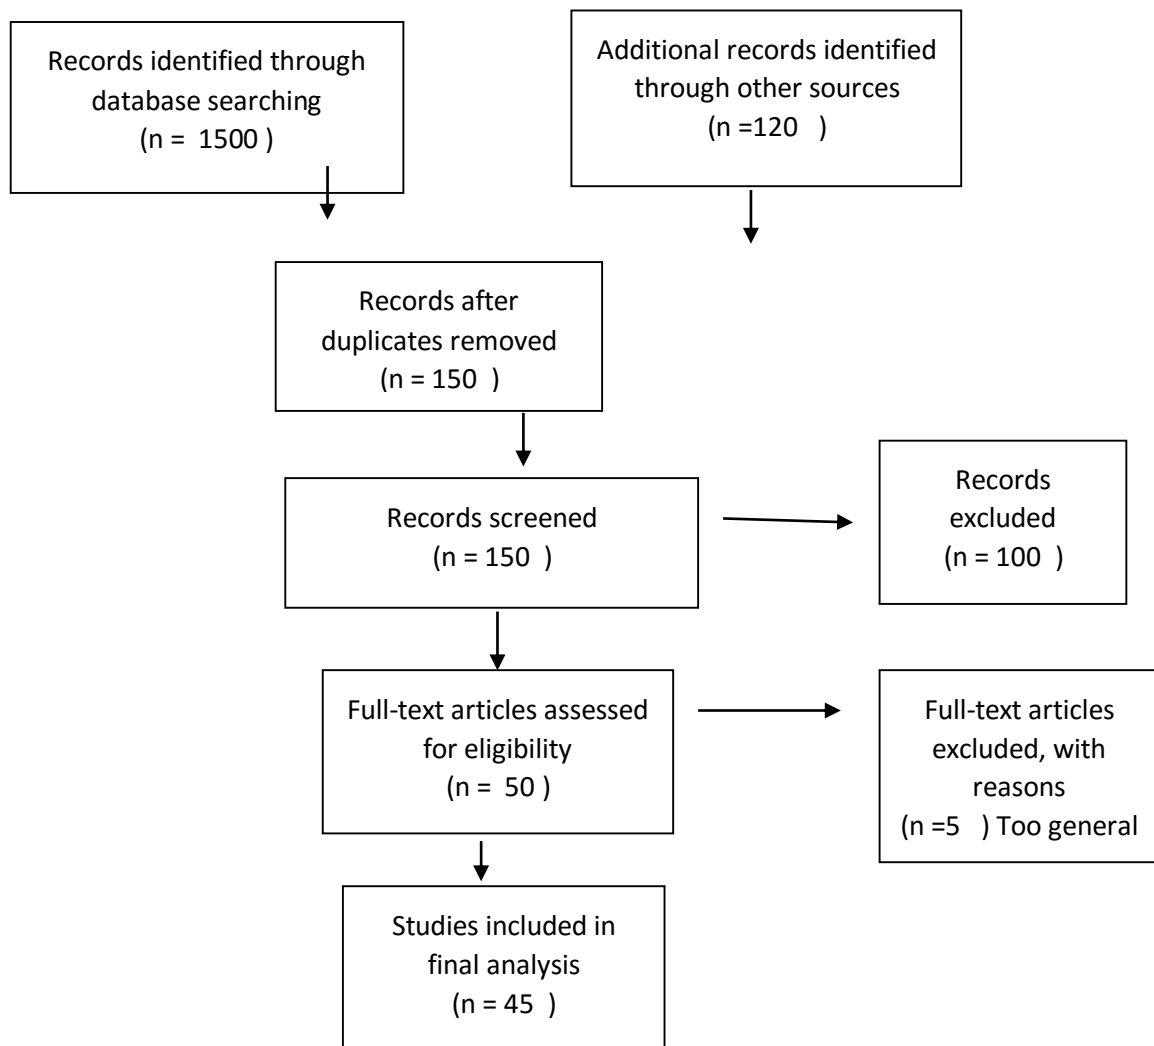 Records identified through
database searching
(n =  1500 )
Additional records identified
through other sources
(n =120   )
Records after
duplicates removed
(n = 150  )
Records screened
(n = 150  )
Records
excluded
(n = 100  )
Full-text articles assessed
for eligibility
(n =  50 )
Full-text articles
excluded, with
reasons
(n =5   ) Too general
Studies included in
final analysis
(n = 45  )